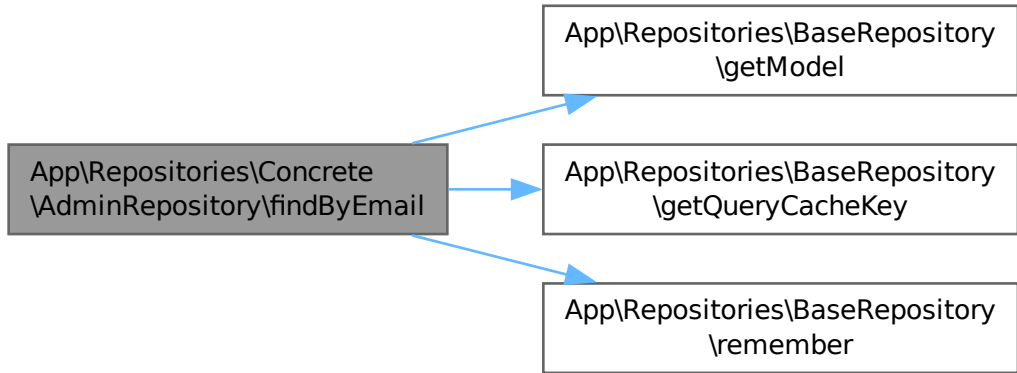 App\Repositories\BaseRepository
\getModel
App\Repositories\Concrete
\AdminRepository\findByEmail
App\Repositories\BaseRepository
\getQueryCacheKey
App\Repositories\BaseRepository
\remember